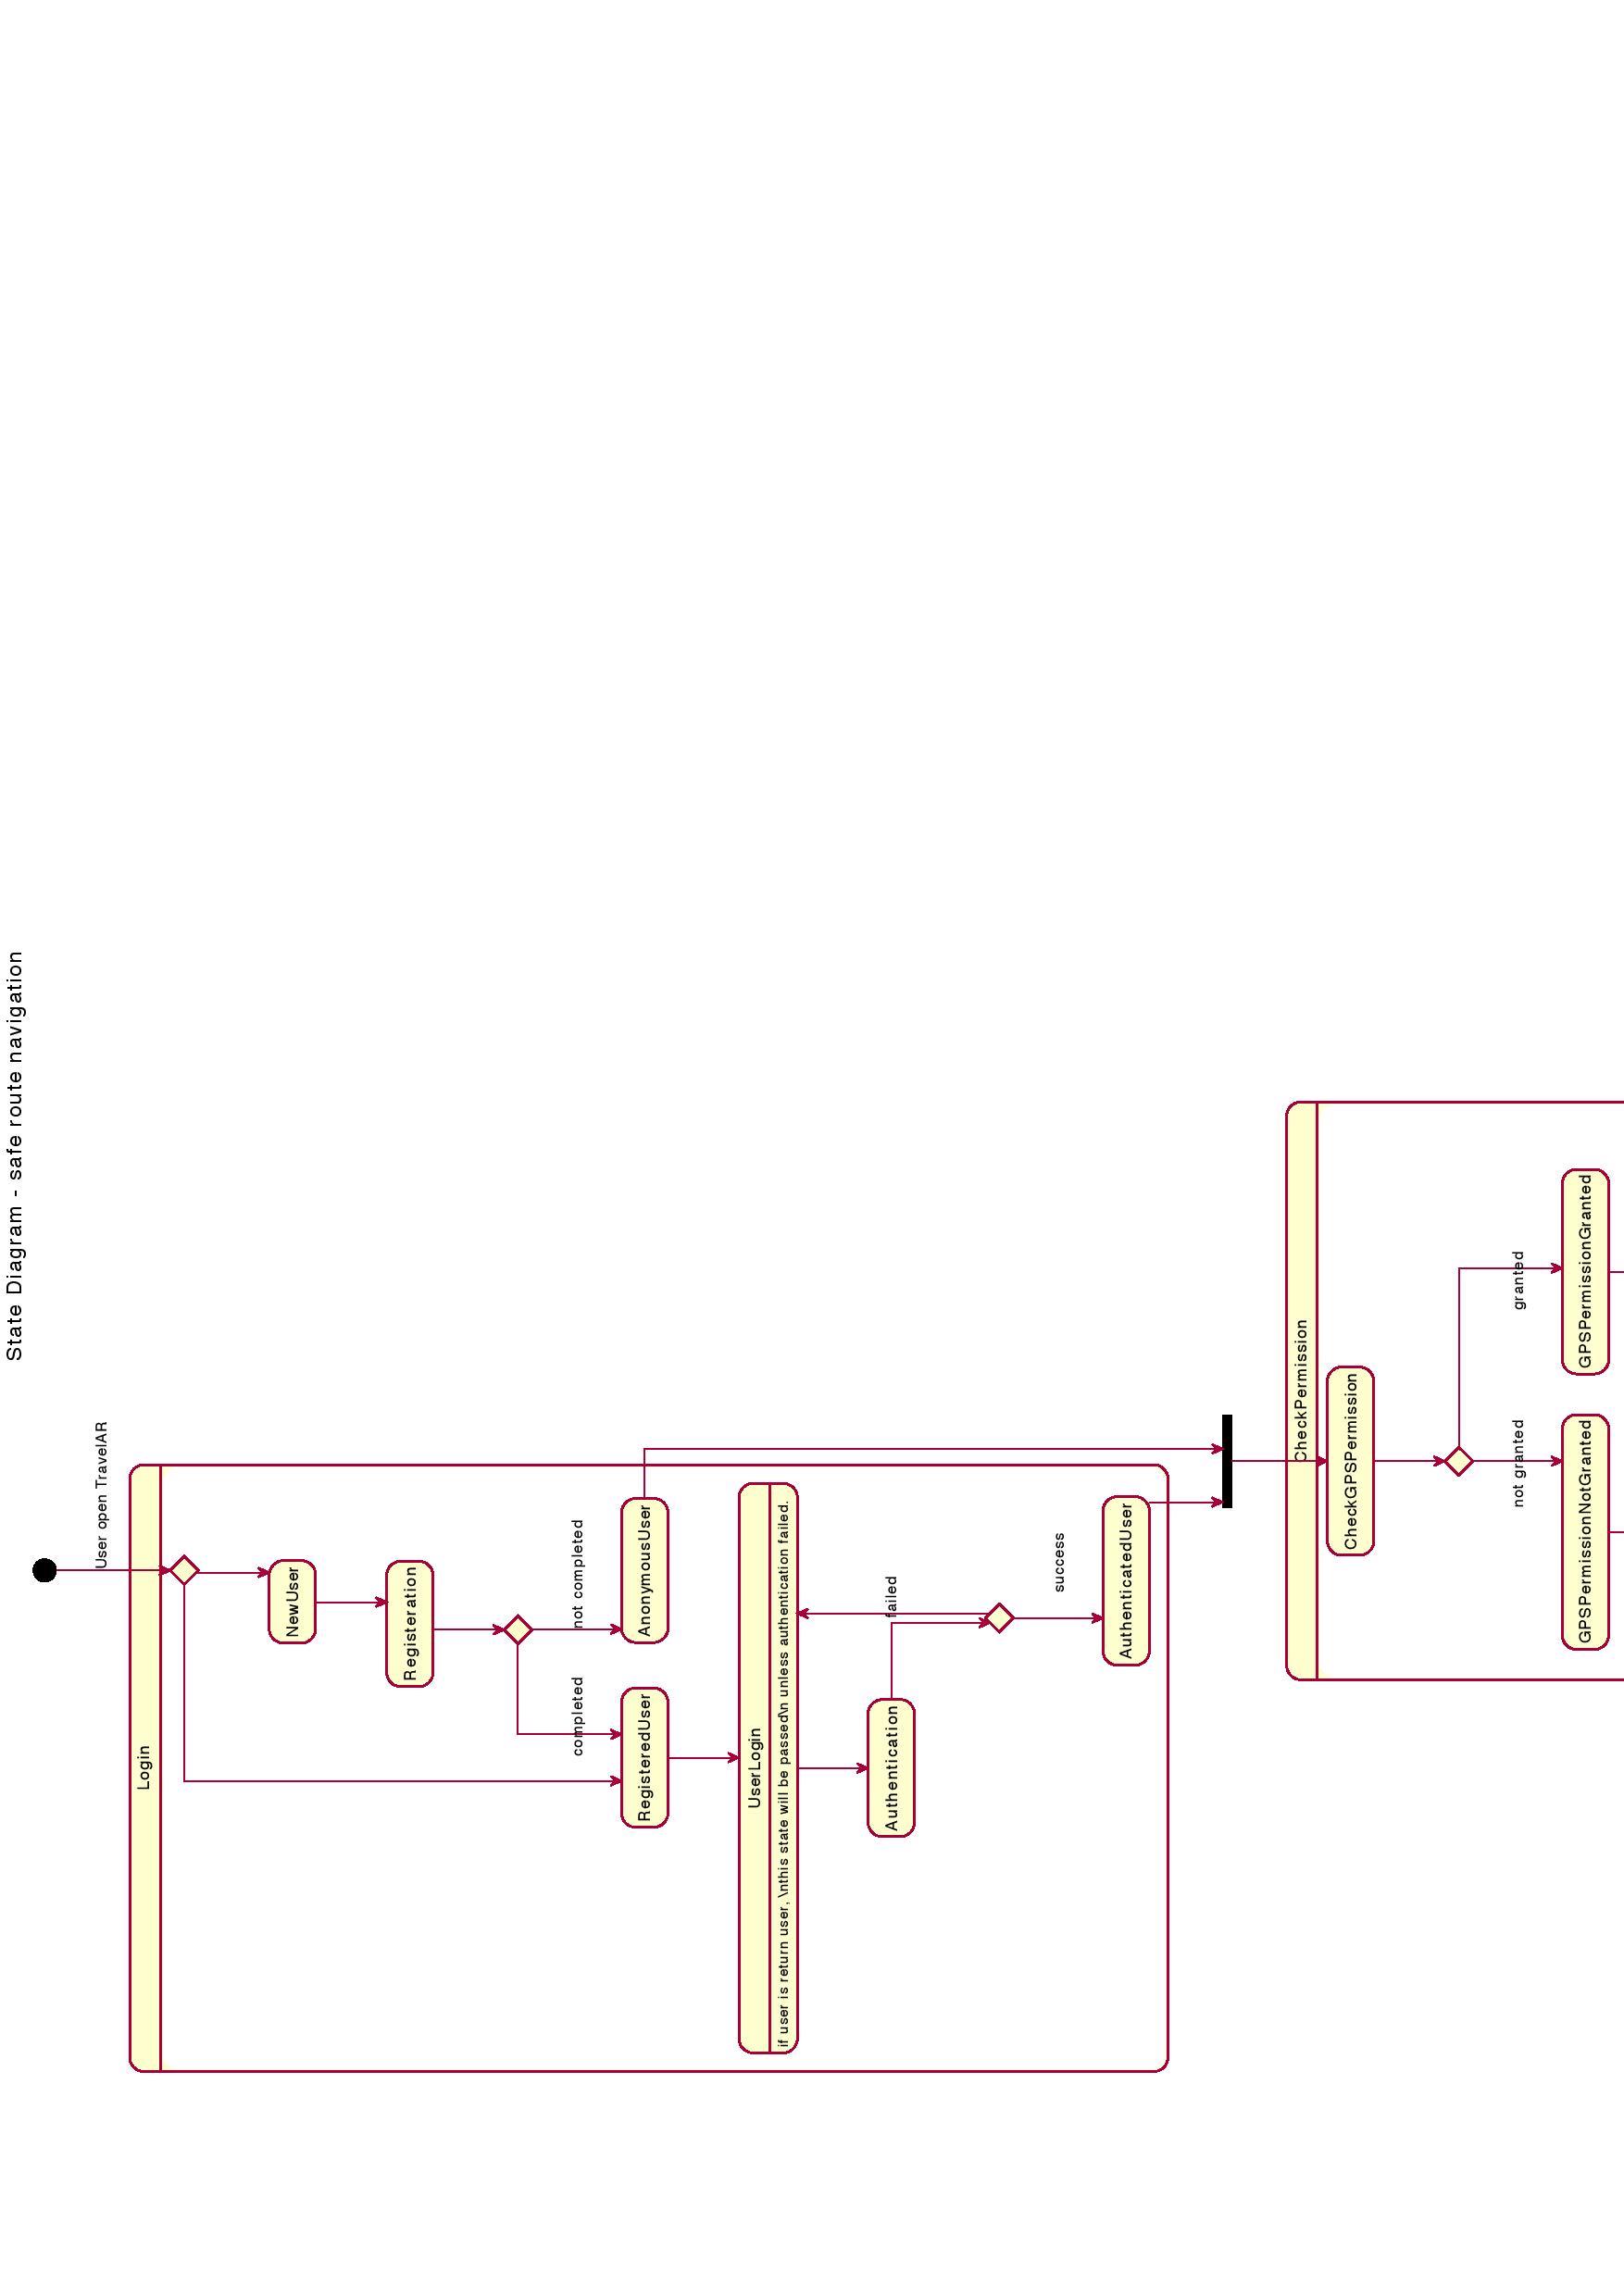 State Diagram - safe route navigation
User open TravelAR
Login
NewUser
Registeration
completed
not completed
RegisteredUser
AnonymousUser
UserLogin
if user is return user, \nthis state will be passed\n unless authentication failed.
Authentication
failed
success
AuthenticatedUser
CheckPermission
CheckGPSPermission
not granted
granted
GPSPermissionNotGranted
GPSPermissionGranted